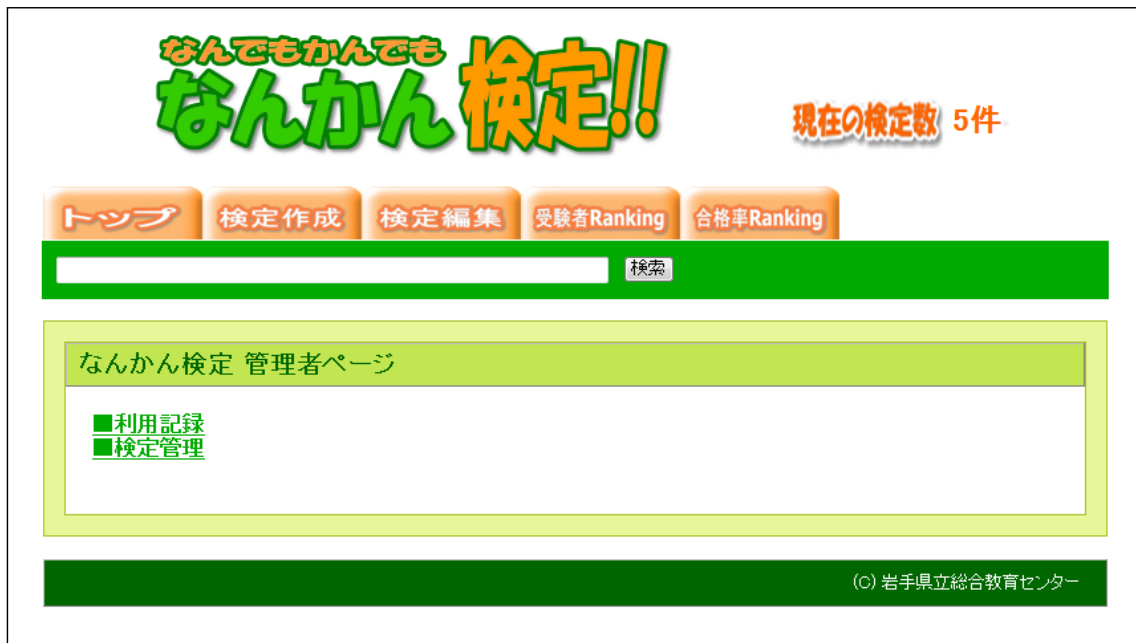 なんでもかんでも
なんかん検定!!
現在の検定数 5件
トップ 検定作成 検定編集 受験者Ranking 合格率Ranking
検索
なんかん検定 管理者ページ
■利用記録
■検定管理
(C) 岩手県立総合教育センター